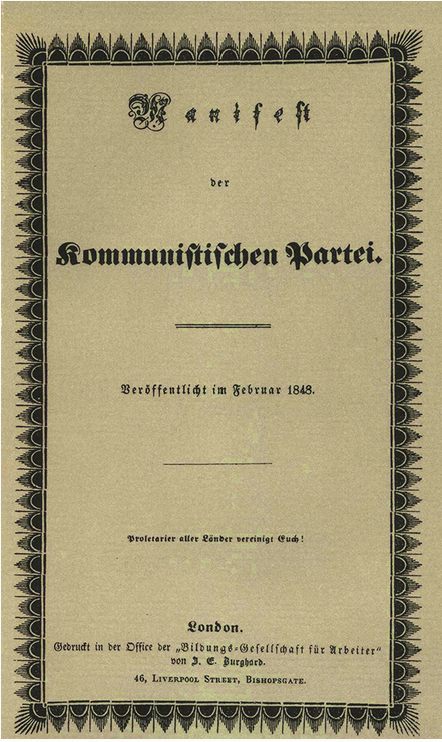 Manifest
der
Kommunistischen Partei.
Veröffentlicht im Februar 1848.
Proletarier aller Länder vereinigt Euch!
London.
Gedruckt in der Office der „Bildungs=Gesellschaft für Arbeiter“
von J. E. Burghard.
46, Liverpool Street, Bishopsgate.